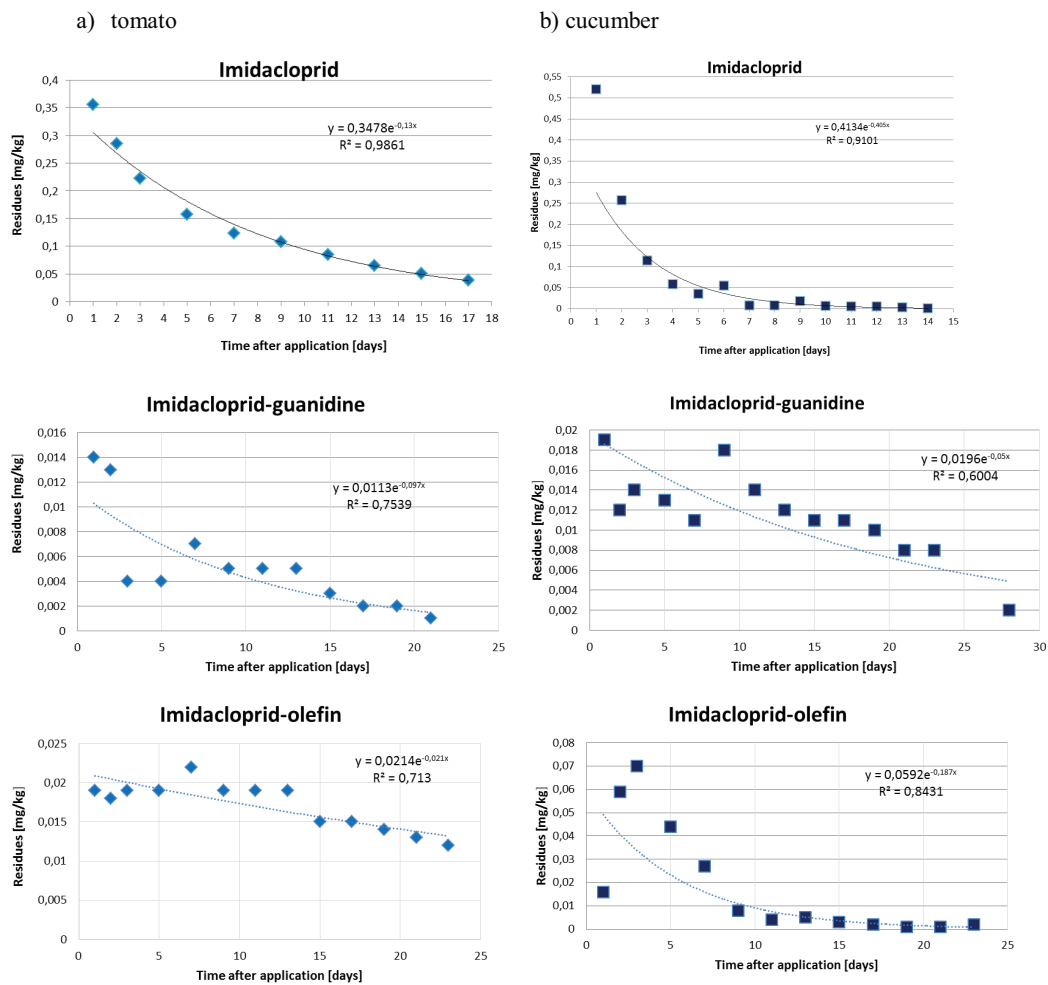 a) tomato
b) cucumber
Imidacloprid
Residues [mg/kg]
0,4
0,35
0,3
0,25
0,2
0,15
0,1
0,05
0
y = 0,3478e^-0,13x
R² = 0,9861
0 1 2 3 4 5 6 7 8 9 10 11 12 13 14 15 16 17 18
Time after application [days]
Imidacloprid
Residues [mg/kg]
0,55
0,5
0,45
0,4
0,35
0,3
0,25
0,2
0,15
0,1
0,05
0
y = 0,4134e^-0,405x
R² = 0,9101
0 1 2 3 4 5 6 7 8 9 10 11 12 13 14 15
Time after application [days]
Imidacloprid-guanidine
Residues [mg/kg]
0,016
0,014
0,012
0,01
0,008
0,006
0,004
0,002
0
y = 0,0113e^-0,097x
R² = 0,7539
0 5 10 15 20 25
Time after application [days]
Imidacloprid-guanidine
Residues [mg/kg]
0,02
0,018
0,016
0,014
0,012
0,01
0,008
0,006
0,004
0,002
0
y = 0,0196e^-0,05x
R² = 0,6004
0 5 10 15 20 25 30
Time after application [days]
Imidacloprid-olefin
Residues [mg/kg]
0,025
0,02
0,015
0,01
0,005
0
y = 0,0214e^-0,021x
R² = 0,713
0 5 10 15 20 25
Time after application [days]
Imidacloprid-olefin
Residues [mg/kg]
0,08
0,07
0,06
0,05
0,04
0,03
0,02
0,01
0
y = 0,0592e^-0,187x
R² = 0,8431
0 5 10 15 20 25
Time after application [days]